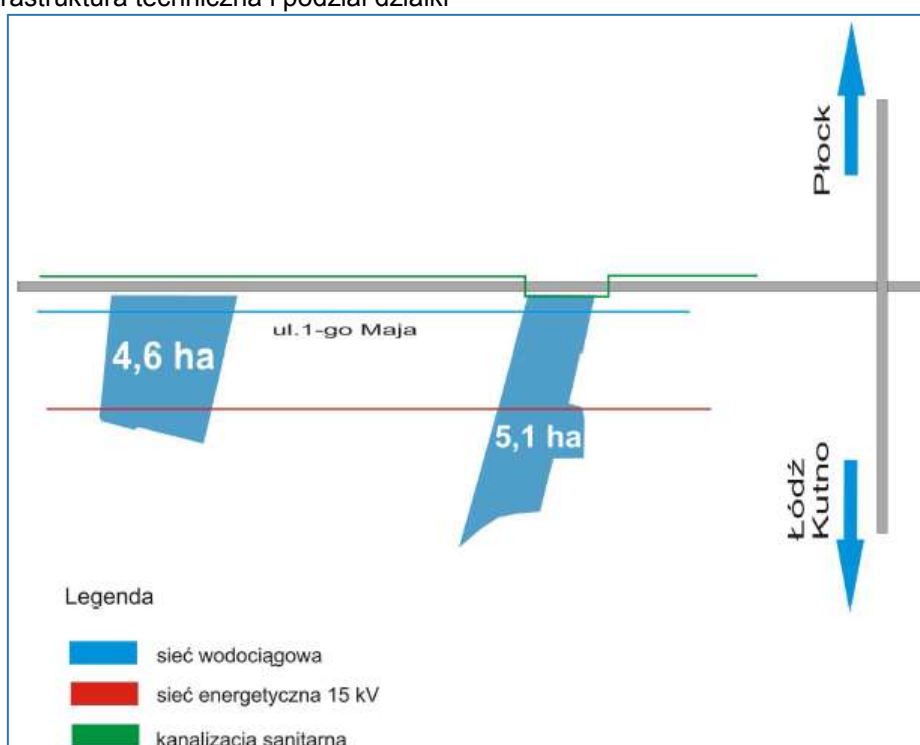 rastruktura techniczna i podział działki
Płock
ul.1-go Maja
4,6 ha
5,1 ha
Łódź
Kutno
Legenda
sieć wodociągowa
sieć energetyczna 15 kV
kanalizacja sanitarna